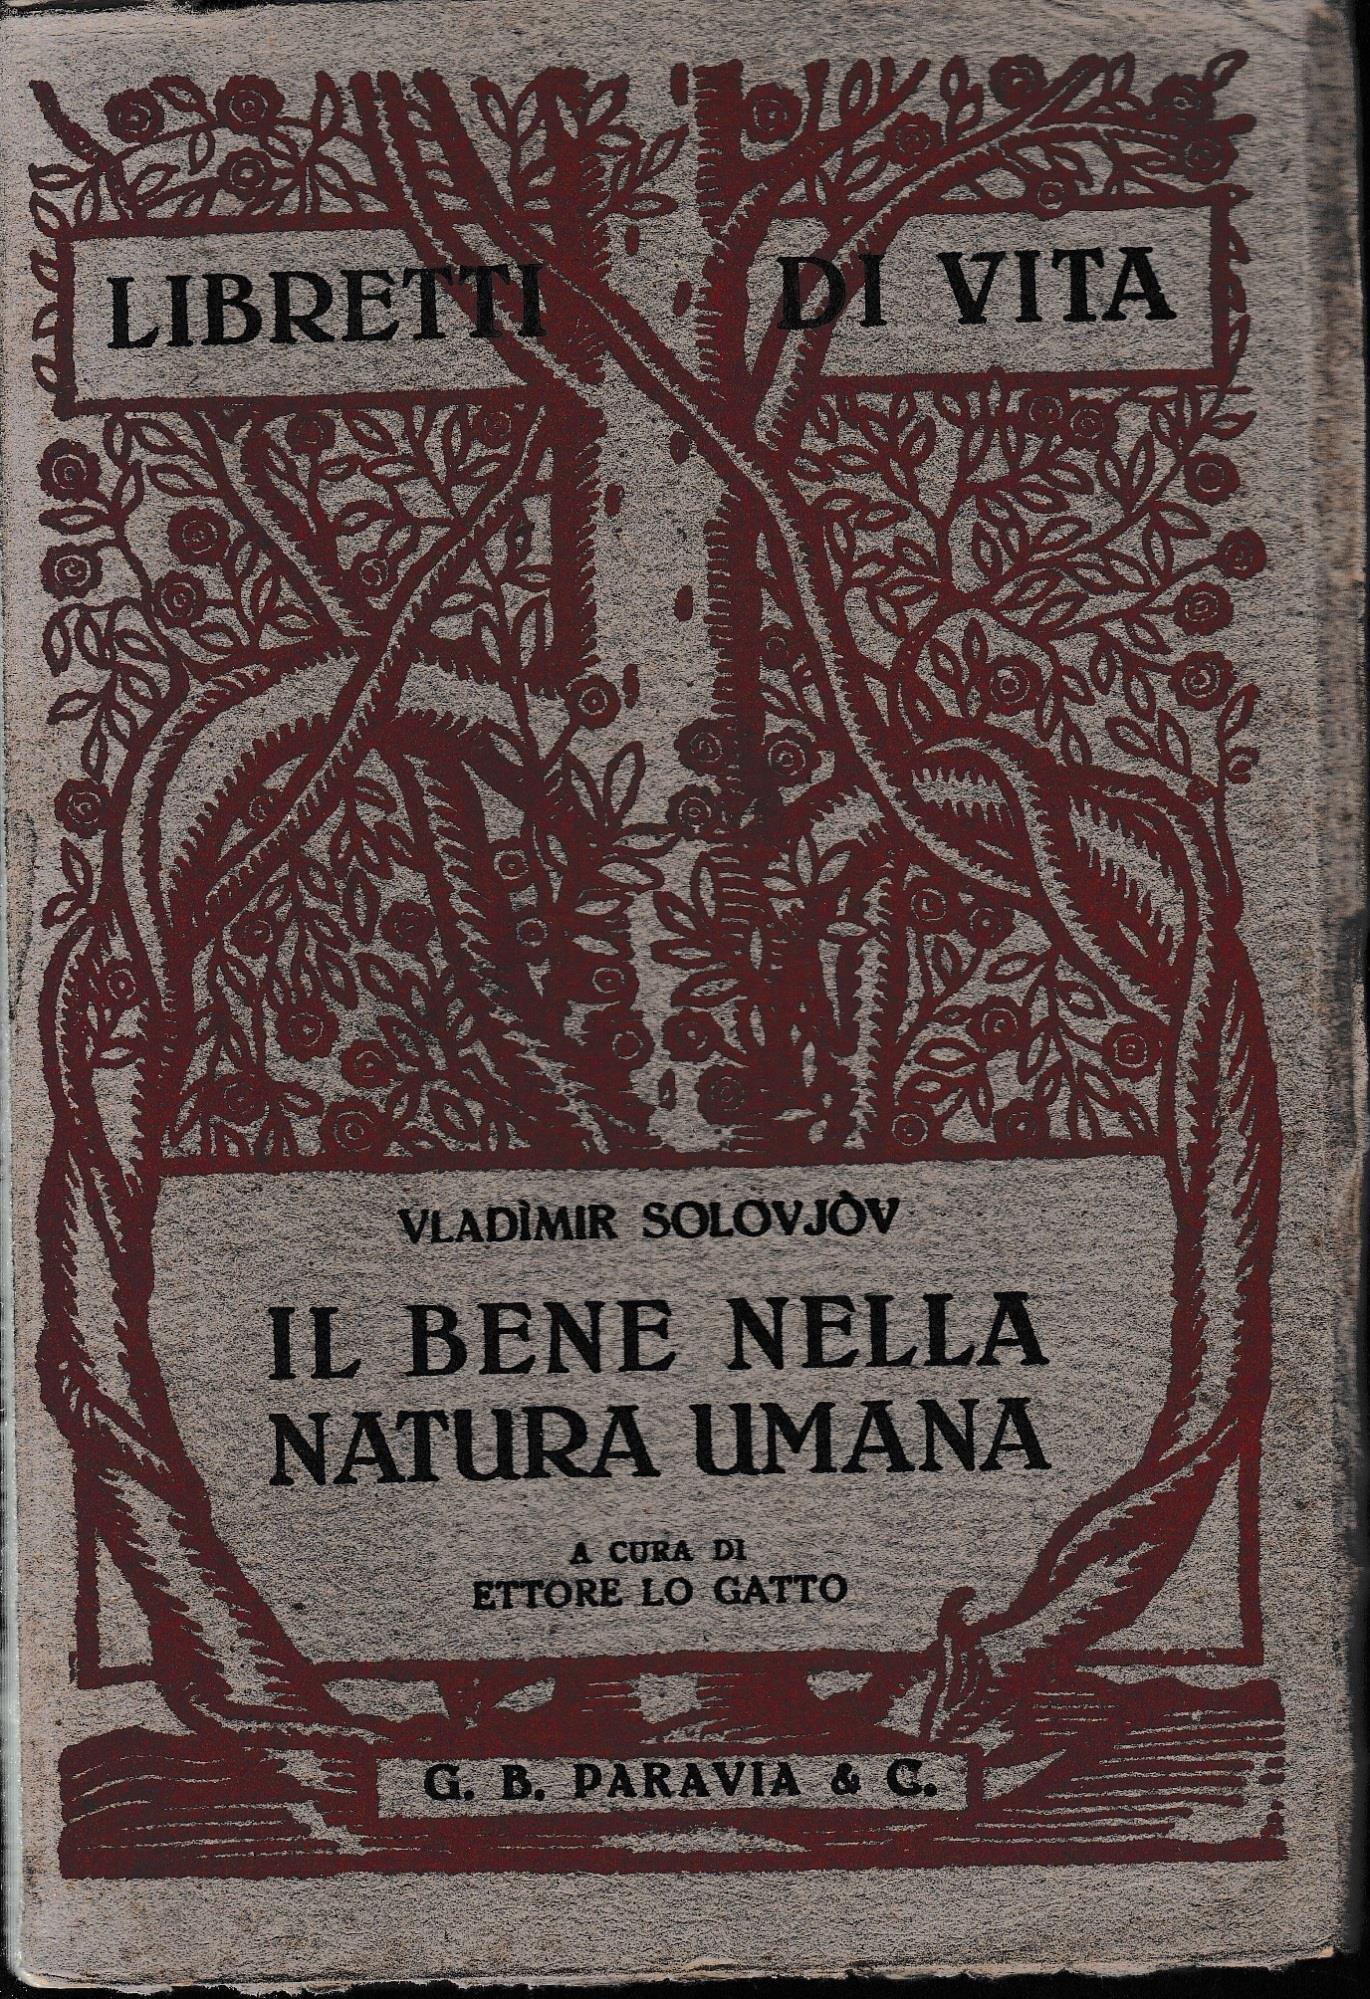 LIBRETTI DI VITA
VLADÌMIR SOLOVJÒV
IL BENE NELLA
NATURA UMANA
A CURA DI
ETTORE LO GATTO
G. B. PARAVIA & C.